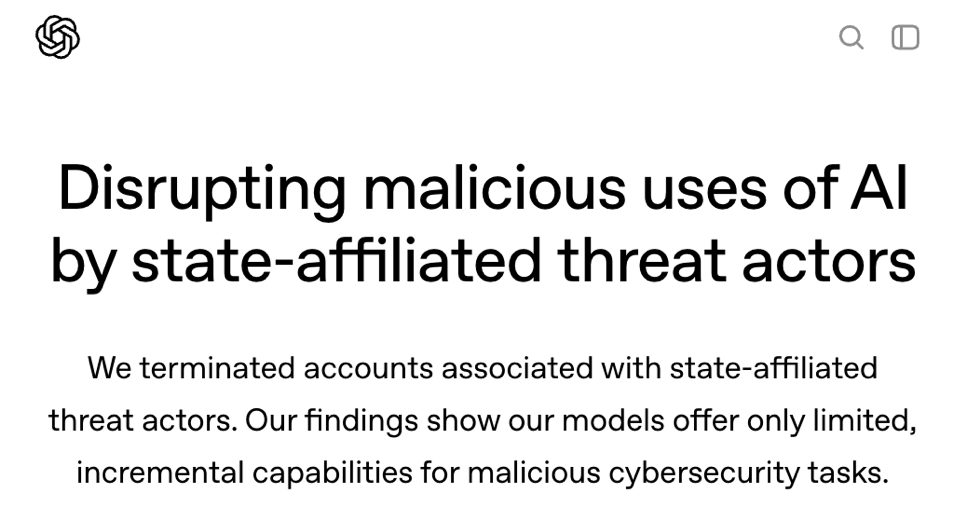 Disrupting malicious uses of AI
by state-affiliated threat actors
We terminated accounts associated with state-affiliated
threat actors. Our findings show our models offer only limited,
incremental capabilities for malicious cybersecurity tasks.